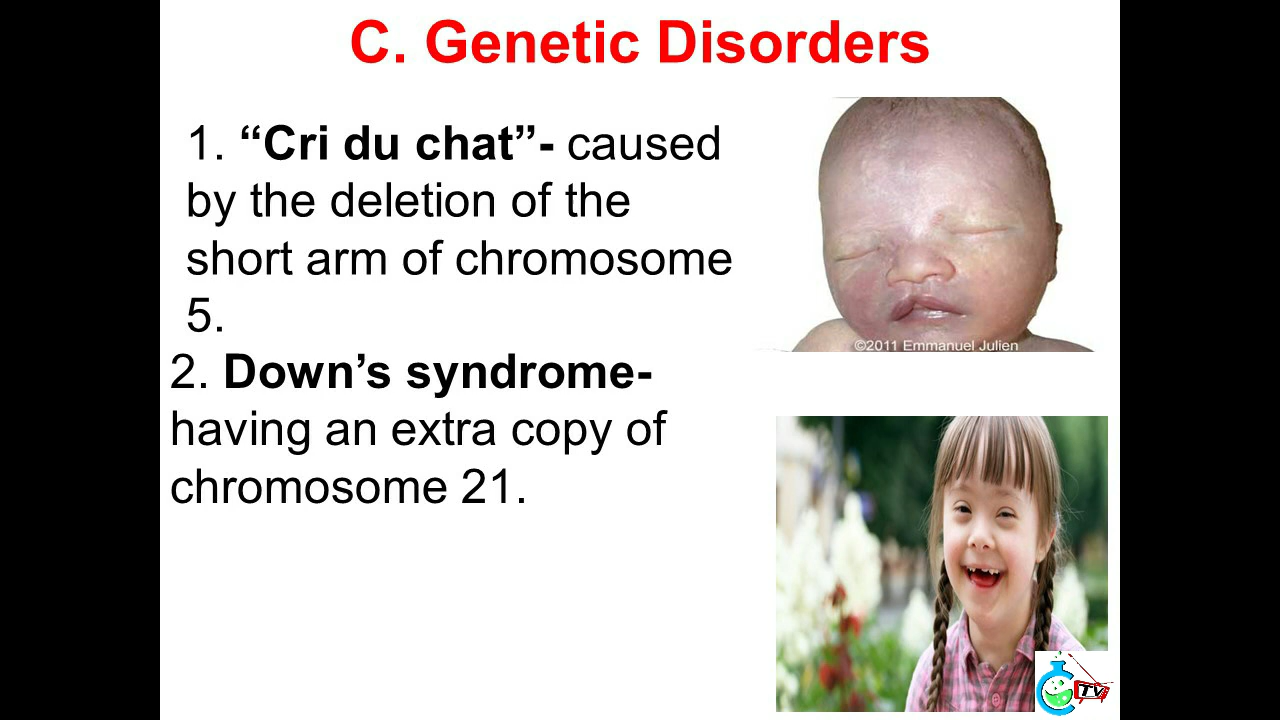 C. Genetic Disorders
1. “Cri du chat”- caused
by the deletion of the
short arm of chromosome
5.
©2011 Emmanuel Julien
2. Down’s syndrome-
having an extra copy of
chromosome 21.
TV